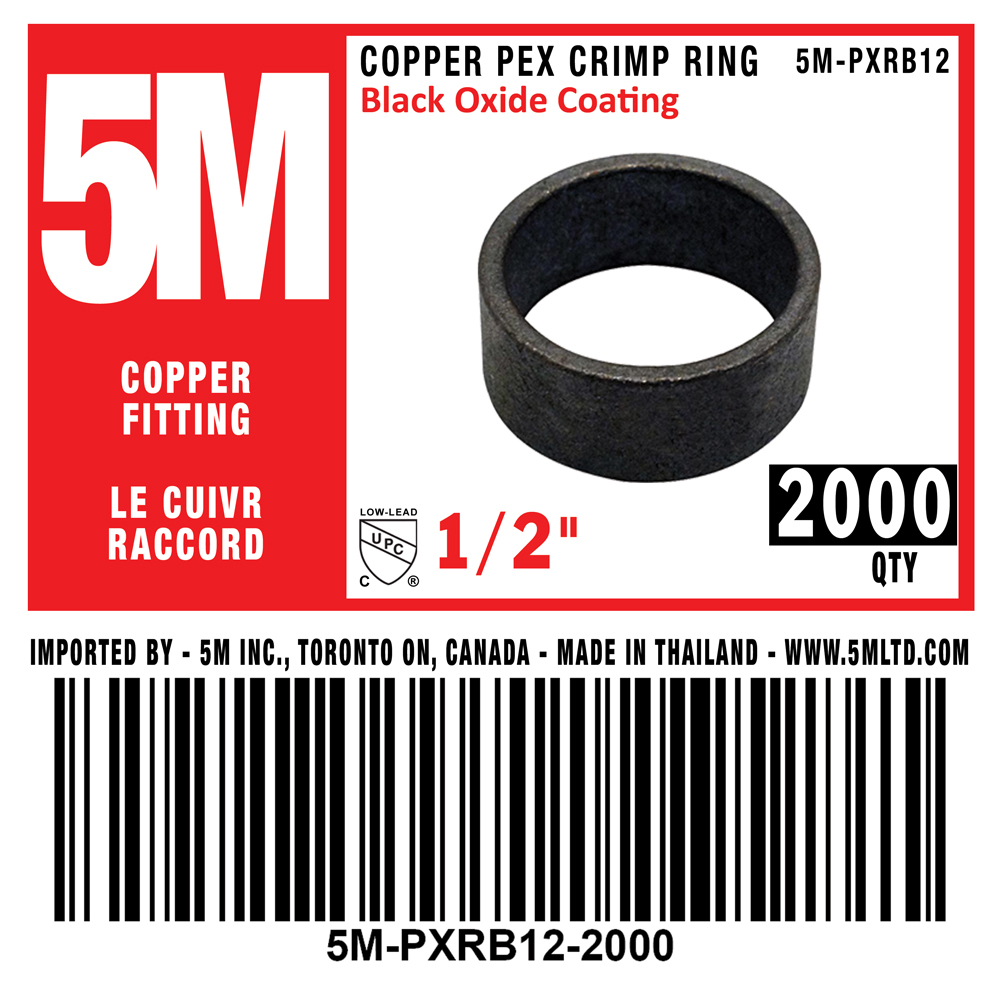 5M
COPPER PEX CRIMP RING 5M-PXRB12
Black Oxide Coating
COPPER
FITTING
LE CUIVR
RACCORD
LOW-LEAD
UPC
C ®
1/2"
2000
QTY
IMPORTED BY - 5M INC., TORONTO ON, CANADA - MADE IN THAILAND - WWW.5MLTD.COM
5M-PXRB12-2000